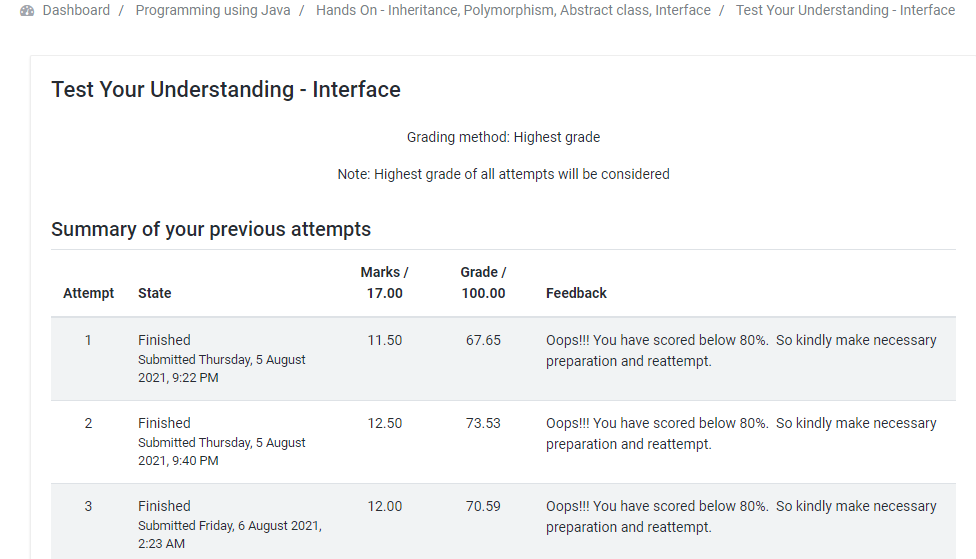 Dashboard / Programming using Java / Hands On - Inheritance, Polymorphism, Abstract class, Interface / Test Your Understanding - Interface
Test Your Understanding - Interface
Grading method: Highest grade
Note: Highest grade of all attempts will be considered
Summary of your previous attempts
Marks / Grade /
Attempt State 17.00 100.00 Feedback
1 Finished 11.50 67.65 Oops!!! You have scored below 80%. So kindly make necessary
Submitted Thursday, 5 August preparation and reattempt.
2021, 9:22 PM
2 Finished 12.50 73.53 Oops!!! You have scored below 80%. So kindly make necessary
Submitted Thursday, 5 August preparation and reattempt.
2021, 9:40 PM
3 Finished 12.00 70.59 Oops!!! You have scored below 80%. So kindly make necessary
Submitted Friday, 6 August 2021, preparation and reattempt.
2:23 AM